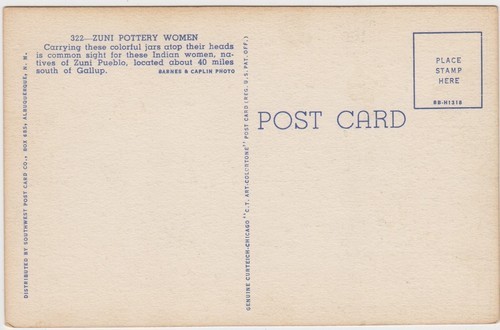 322—ZUNI POTTERY WOMEN
Carrying these colorful jars atop their heads
is common sight for these Indian women, na-
tives of Zuni Pueblo, located about 40 miles
south of Gallup. BARNES & CAPLIN PHOTO
DISTRIBUTED BY SOUTHWEST POST CARD CO., BOX 685, ALBUQUERQUE, N. M.
GENUINE CURTEICH-CHICAGO "C.T. ART-COLORTONE" POST CARD (REG. U.S. PAT. OFF.)
POST CARD
PLACE
STAMP
HERE
8B-H1318